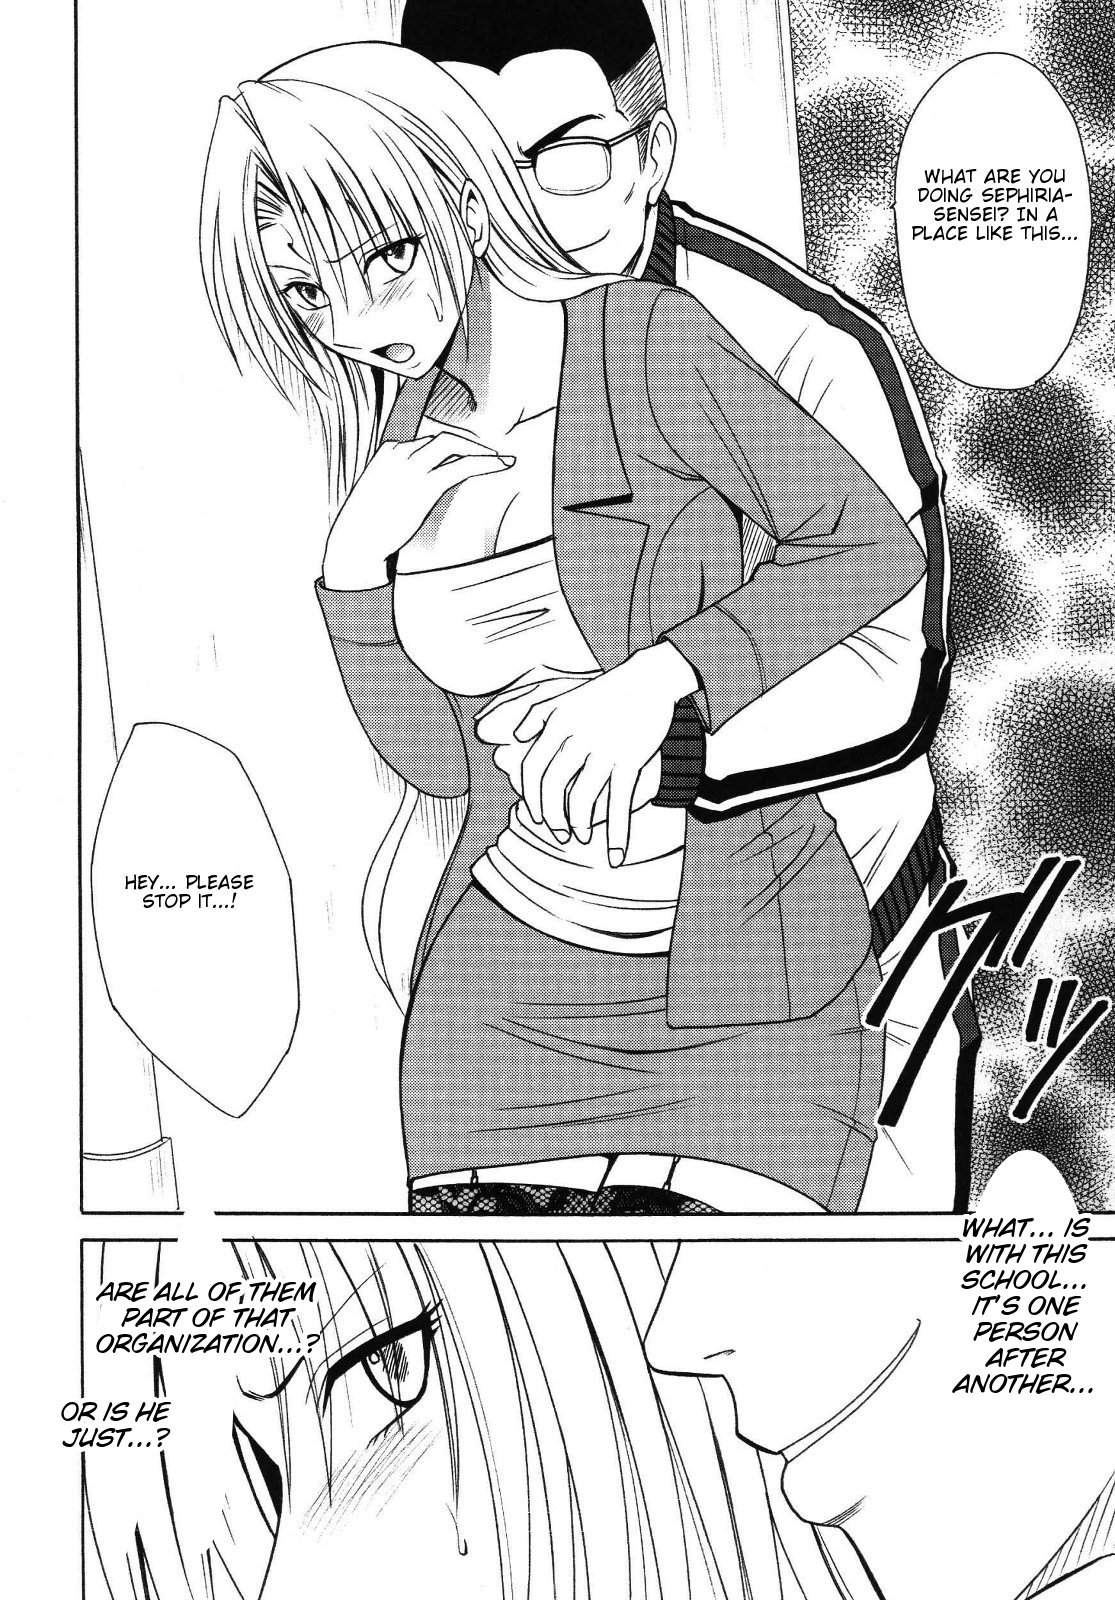 WHAT ARE YOU
DOING SEPHIRIA-
SENSEI? IN A
PLACE LIKE THIS...
HEY... PLEASE
STOP IT...!
グイッ
WHAT... IS
WITH THIS
SCHOOL...
IT'S ONE
PERSON
AFTER
ANOTHER...
ARE ALL OF THEM
PART OF THAT
ORGANIZATION...?
OR IS HE
JUST...?